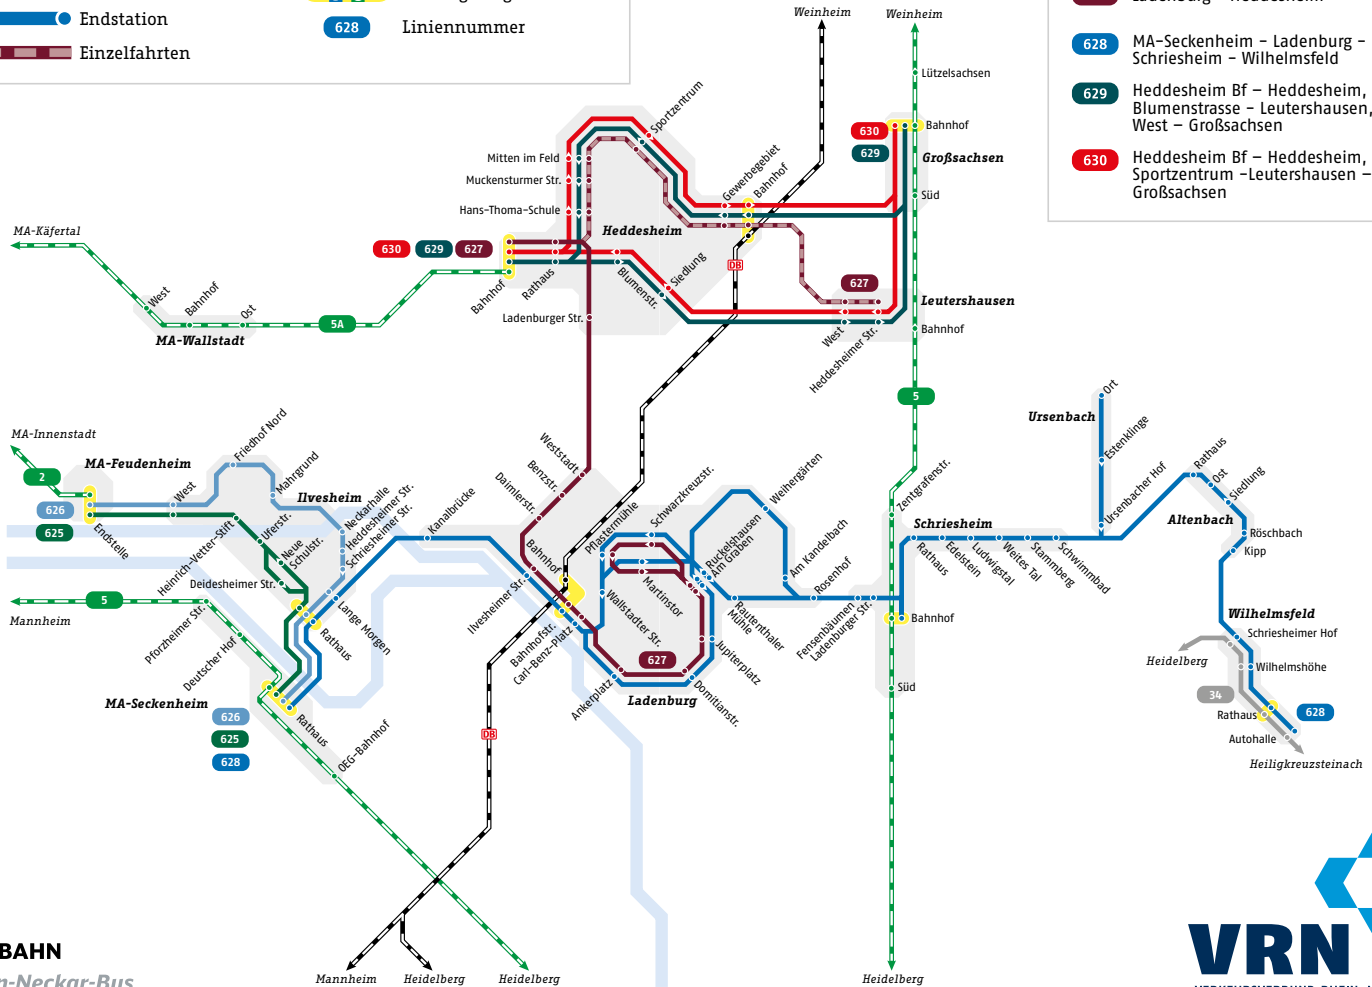 Endstation
628 Liniennummer
Einzelfahrten
628 MA-Seckenheim – Ladenburg –
Schriesheim – Wilhelmsfeld
629 Heddesheim Bf – Heddesheim,
Blumenstrasse – Leutershausen,
West – Großsachsen
630 Heddesheim Bf – Heddesheim,
Sportzentrum –Leutershausen –
Großsachsen
Weinheim
Weinheim
Lützelsachsen
Sportzentrum
Bahnhof
630
629
Großsachsen
Mitten im Feld
Muckensturmer Str.
Hans-Thoma-Schule
Gewerbegebiet
Bahnhof
Süd
Heddesheim
MA-Käfertal
630 629 627
DB
Bahnhof
Rathaus
Blumenstr.
Siedlung
627
Leutershausen
West
Heddesheimer Str.
Bahnhof
Ladenburger Str.
West
Bahnhof
Ost
5A
MA-Wallstadt
5
Ort
Ursenbach
Estenklinge
Ursenbacher Hof
MA-Innenstadt
2
MA-Feudenheim
626
625
Endstelle
West
Friedhof Nord
Mahrgrund
Ilvesheim
Neckarhalle
Heddesheimer Str.
Schriesheimer Str.
Kanalbrücke
Heinrich-Vetter-Stift
Uferstr.
Neue
Schulstr.
Deidesheimer Str.
Lange Morgen
Rathaus
Weststadt
Benzstr.
Daimlerstr.
Bahnhof
Pflastermühle
Schwarzkreuzstr.
Weihergärten
Ruckelshausen
Am Graben
Martinstor
Wallstadter Str.
Ilvesheimer Str.
Bahnhofstr.
Carl-Benz-Platz
Ankerplatz
627
Ladenburg
Domitianstr.
Jupiterplatz
Rautenthaler
Mühle
Am Kandelbach
Rosenhof
Fensenbäumen
Ladenburger Str.
Zentgrafenstr.
Schriesheim
Rathaus
Edelstein
Ludwigstal
Weites Tal
Stammberg
Schwimmbad
Bahnhof
Süd
Rathaus
Ost
Siedlung
Altenbach
Röschbach
Kipp
Wilhelmsfeld
Schriesheimer Hof
Heidelberg
Wilhelmshöhe
34
Rathaus
628
Autohalle
Heiligkreuzsteinach
5
Mannheim
Pforzheimer Str.
Deutscher Hof
MA-Seckenheim
626
625
628
Rathaus
OEG-Bahnhof
DB
Mannheim
Heidelberg
Heidelberg
Heidelberg
BAHN
n-Neckar-Bus
VRN